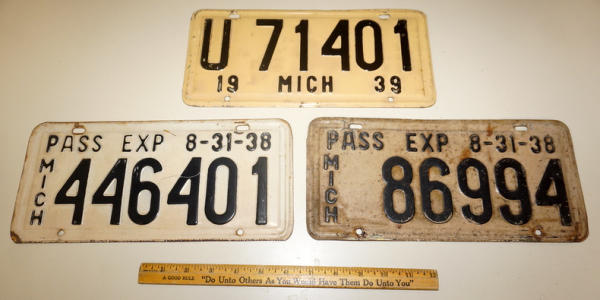 U 71401
19 MICH 39
PASS EXP 8-31-38
MICH
446401
PASS EXP 8-31-38
MICH
86994
A GOOD RULE "Do Unto Others As You Would Have Them Do Unto You"